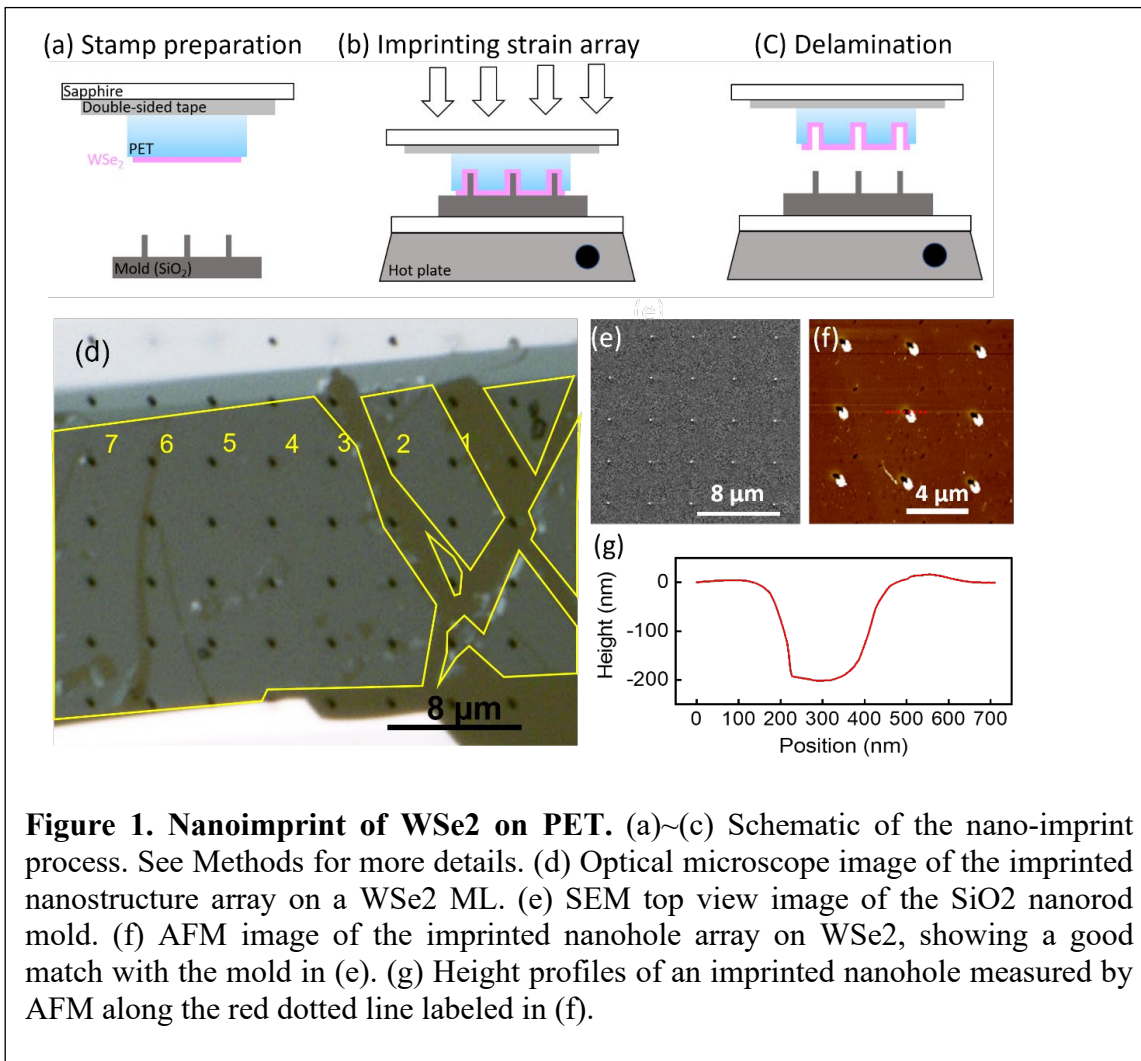 (a) Stamp preparation
(b) Imprinting strain array
(C) Delamination
Sapphire
Double-sided tape
PET
WSe₂
Mold (SiO₂)
Hot plate
(e)
(d)
7 6 5 4 3 2 1
8 μm
(e)
8 μm
(f)
4 μm
(g)
Height (nm)
0
-100
-200
0 100 200 300 400 500 600 700
Position (nm)
Figure 1. Nanoimprint of WSe2 on PET. (a)~(c) Schematic of the nano-imprint
process. See Methods for more details. (d) Optical microscope image of the imprinted
nanostructure array on a WSe2 ML. (e) SEM top view image of the SiO2 nanorod
mold. (f) AFM image of the imprinted nanohole array on WSe2, showing a good
match with the mold in (e). (g) Height profiles of an imprinted nanohole measured by
AFM along the red dotted line labeled in (f).